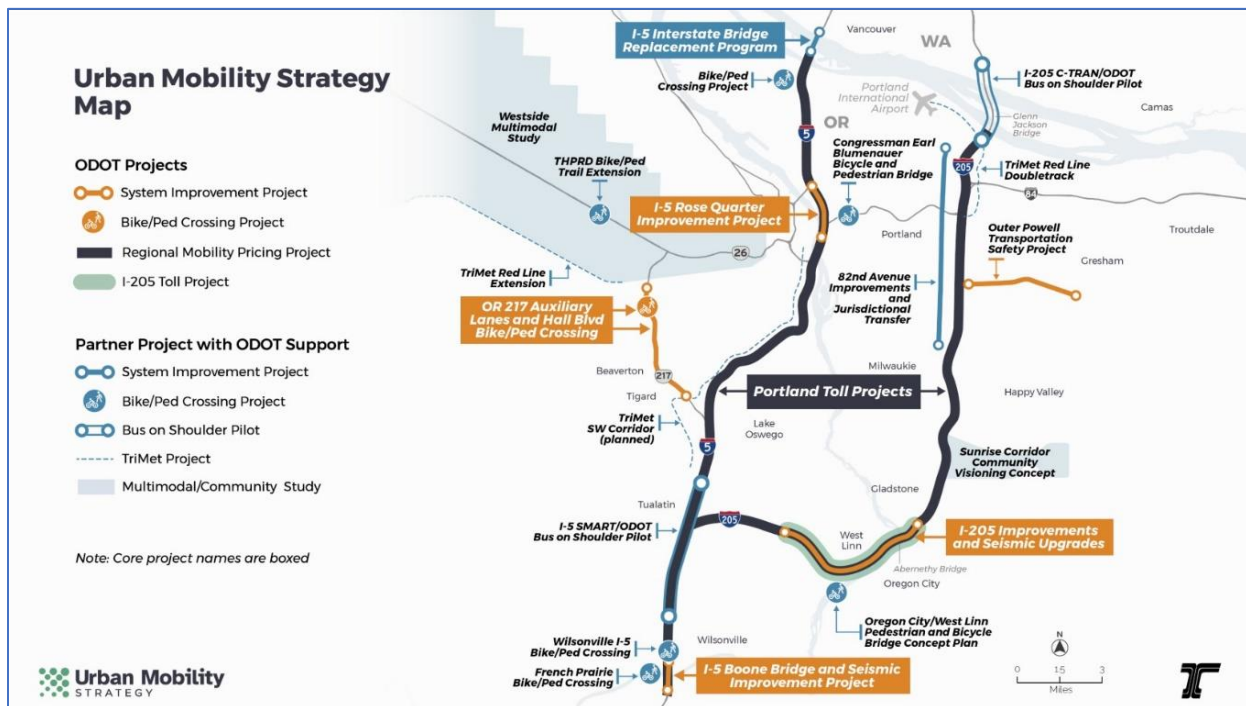 Urban Mobility Strategy
Map
ODOT Projects
System Improvement Project
Bike/Ped Crossing Project
Regional Mobility Pricing Project
I-205 Toll Project
Partner Project with ODOT Support
System Improvement Project
Bike/Ped Crossing Project
Bus on Shoulder Pilot
TriMet Project
Multimodal/Community Study
Note: Core project names are boxed
Urban Mobility
STRATEGY
I-5 Interstate Bridge
Replacement Program
Vancouver
WA
Bike/Ped
Crossing Project
Portland
International
Airport
I-205 C-TRAN/ODOT
Bus on Shoulder Pilot
Camas
Glenn
Jackson
Bridge
Westside
Multimodal
Study
5
OR
THPRD Bike/Ped
Trail Extension
Congressman Earl
Blumenauer
Bicycle and
Pedestrian Bridge
205
TriMet Red Line
Doubletrack
84
I-5 Rose Quarter
Improvement Project
Portland
Troutdale
Outer Powell
Transportation
Safety Project
Gresham
26
TriMet Red Line
Extension
82nd Avenue
Improvements
and
Jurisdictional
Transfer
OR 217 Auxiliary
Lanes and Hall Blvd
Bike/Ped Crossing
Beaverton
217
Tigard
Milwaukie
Portland Toll Projects
Happy Valley
TriMet
SW Corridor
(planned)
Lake
Oswego
5
Sunrise Corridor
Community
Visioning Concept
Gladstone
Tualatin
I-5 SMART/ODOT
Bus on Shoulder Pilot
205
West
Linn
I-205 Improvements
and Seismic Upgrades
Abernethy Bridge
Oregon City
Oregon City/West Linn
Pedestrian and Bicycle
Bridge Concept Plan
Wilsonville I-5
Bike/Ped Crossing
Wilsonville
French Prairie
Bike/Ped Crossing
I-5 Boone Bridge and Seismic
Improvement Project
N
0 1.5 3
Miles